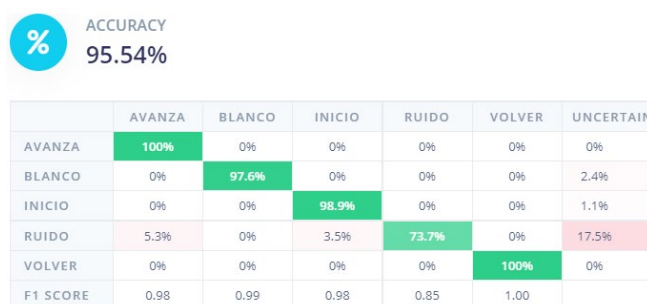 %
ACCURACY
95.54%
AVANZA BLANCO INICIO RUIDO VOLVER UNCERTAIN
AVANZA 100% 0% 0% 0% 0% 0%
BLANCO 0% 97.6% 0% 0% 0% 2.4%
INICIO 0% 0% 98.9% 0% 0% 1.1%
RUIDO 5.3% 0% 3.5% 73.7% 0% 17.5%
VOLVER 0% 0% 0% 0% 100% 0%
F1 SCORE 0.98 0.99 0.98 0.85 1.00